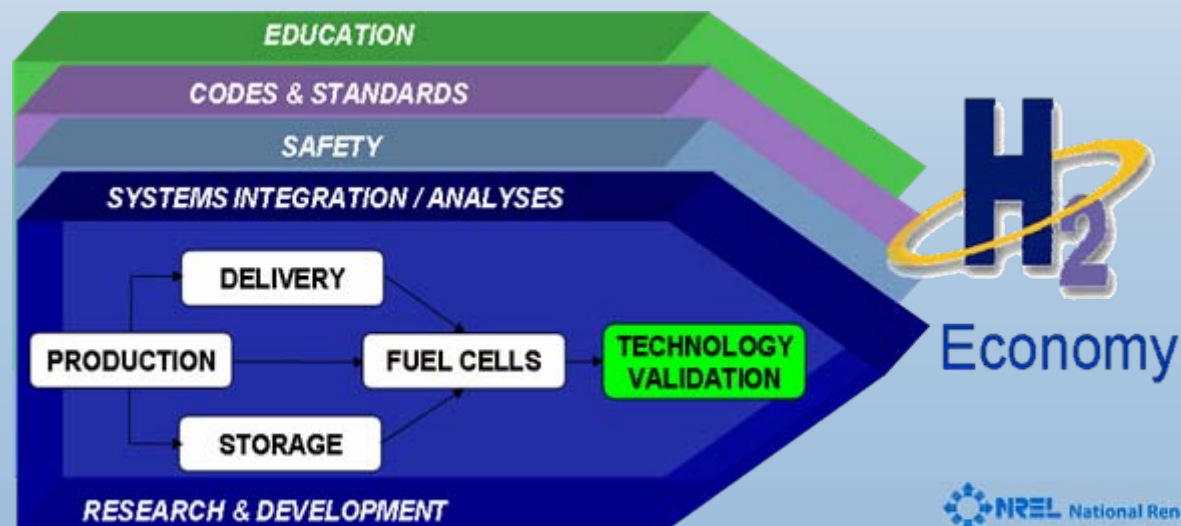 EDUCATION
CODES & STANDARDS
SAFETY
SYSTEMS INTEGRATION / ANALYSES
DELIVERY
PRODUCTION
FUEL CELLS
TECHNOLOGY
VALIDATION
STORAGE
RESEARCH & DEVELOPMENT
H2
Economy
NREL National Ren